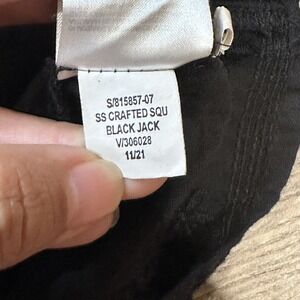 S/815857-07
SS CRAFTED SQU
BLACK JACK
V/306028
11/21